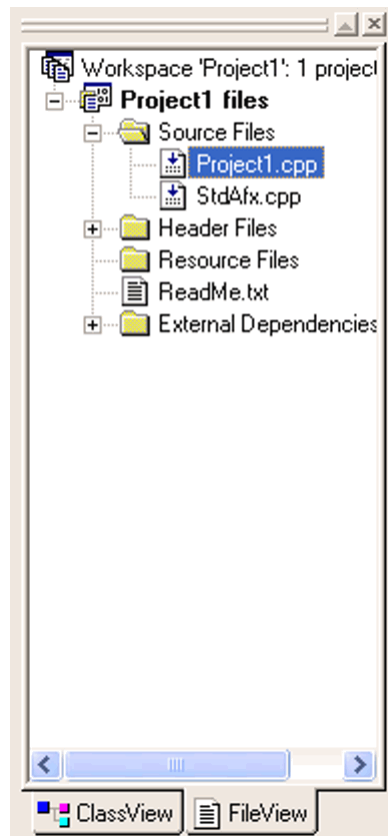 Workspace 'Project1': 1 project
Project1 files
Source Files
Project1.cpp
StdAfx.cpp
Header Files
Resource Files
ReadMe.txt
External Dependencies
ClassView FileView